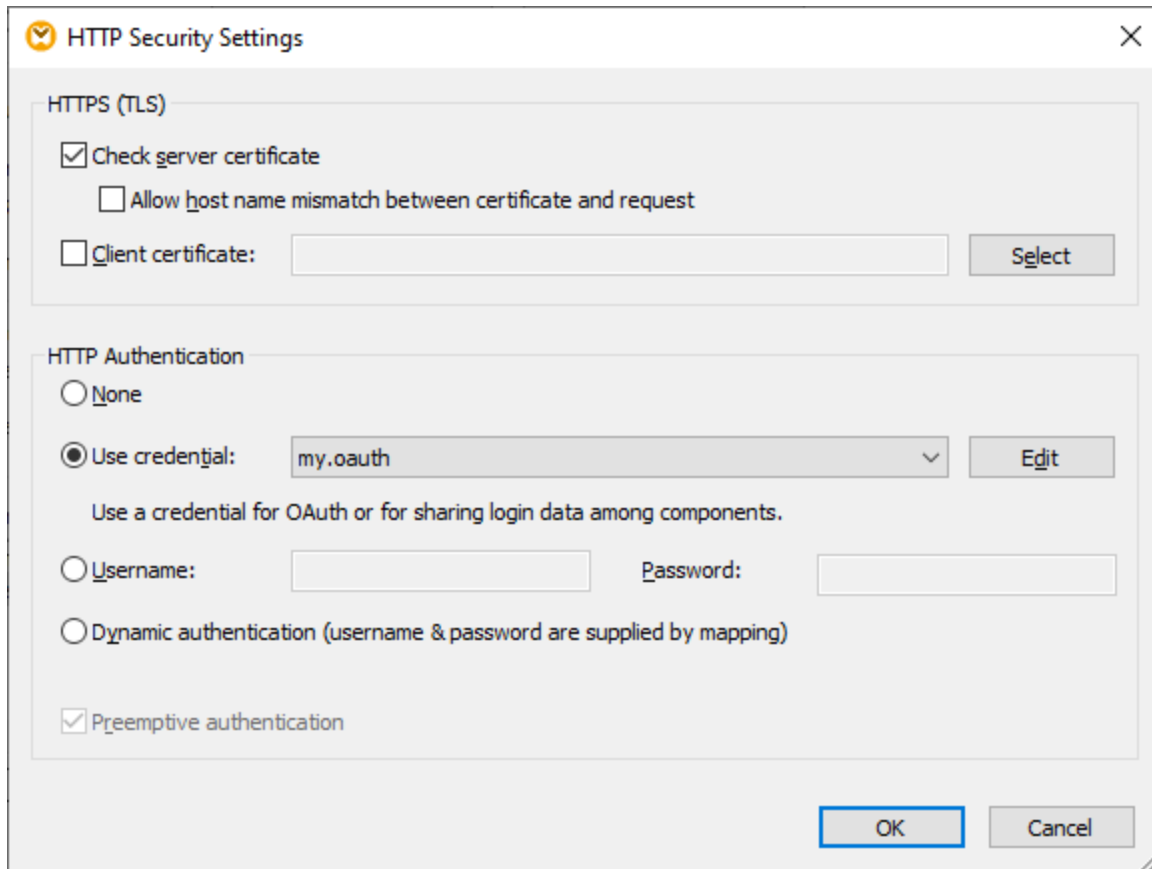 HTTP Security Settings
HTTPS (TLS)
Check server certificate
Allow host name mismatch between certificate and request
Client certificate: Select
HTTP Authentication
None
Use credential: my.oauth Edit
Use a credential for OAuth or for sharing login data among components.
Username: Password:
Dynamic authentication (username & password are supplied by mapping)
Preemptive authentication
OK Cancel